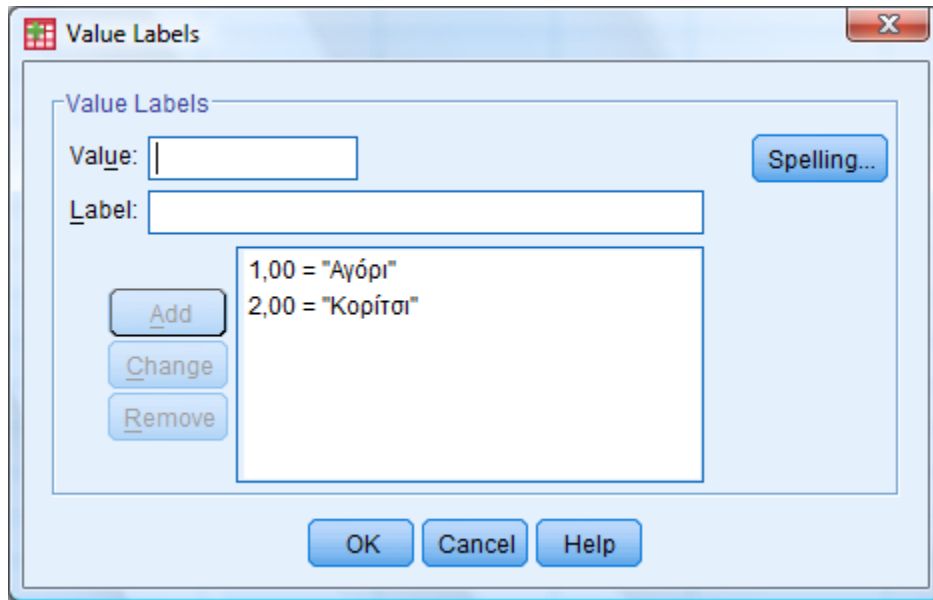 Value Labels
Value Labels
Value:
Spelling...
Label:
1,00 = "Αγόρι"
2,00 = "Κορίτσι"
Add
Change
Remove
OK Cancel Help